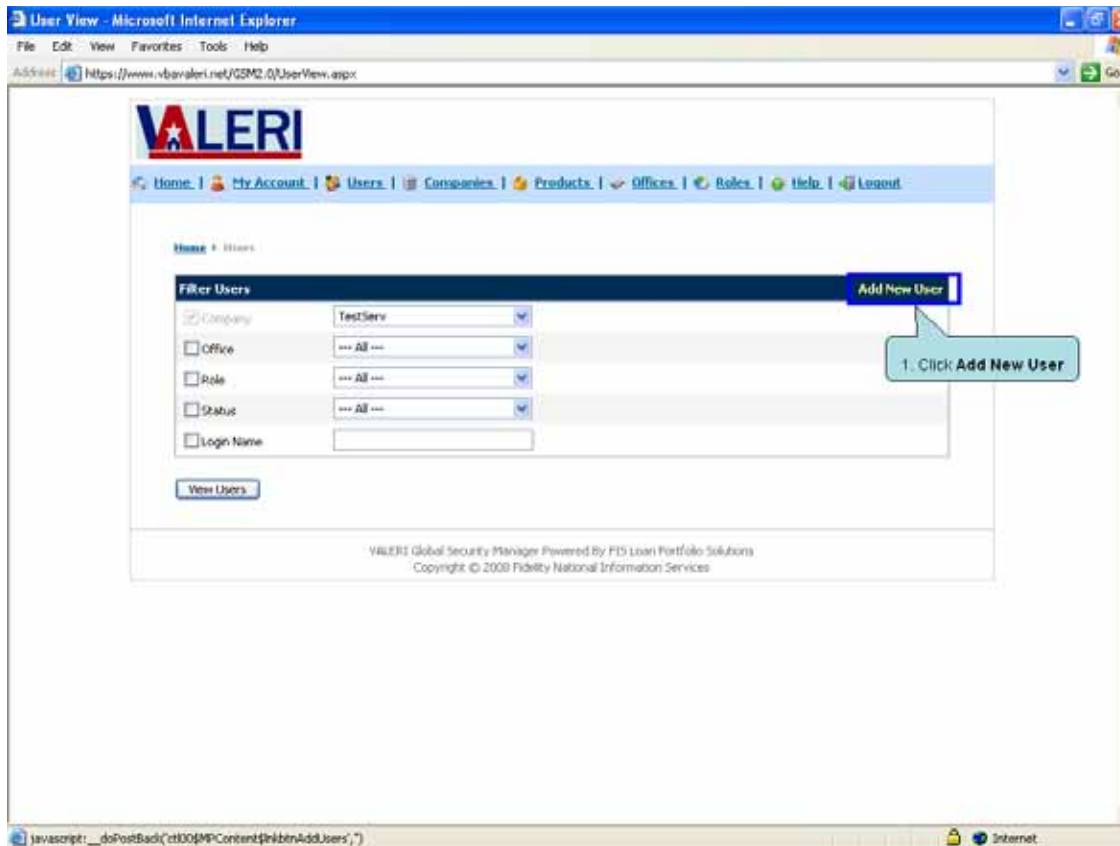 User View - Microsoft Internet Explorer
File Edit View Favorites Tools Help
Address https://www.vbavaleri.net/GSM2.0/UserView.aspx Go
VALERI
Home | My Account | Users | Companies | Products | Offices | Roles | Help | Logout
Home Users
Filter Users Add New User
Company TestServ
Office --- All ---
1. Click Add New User
Role --- All ---
Status --- All ---
Login Name
View Users
VALERI Global Security Manager Powered By FIS Loan Portfolio Solutions
Copyright © 2008 Fidelity National Information Services
javascript:__doPostBack('ctl00$MPContent$lnkbtnAddUsers','') Internet